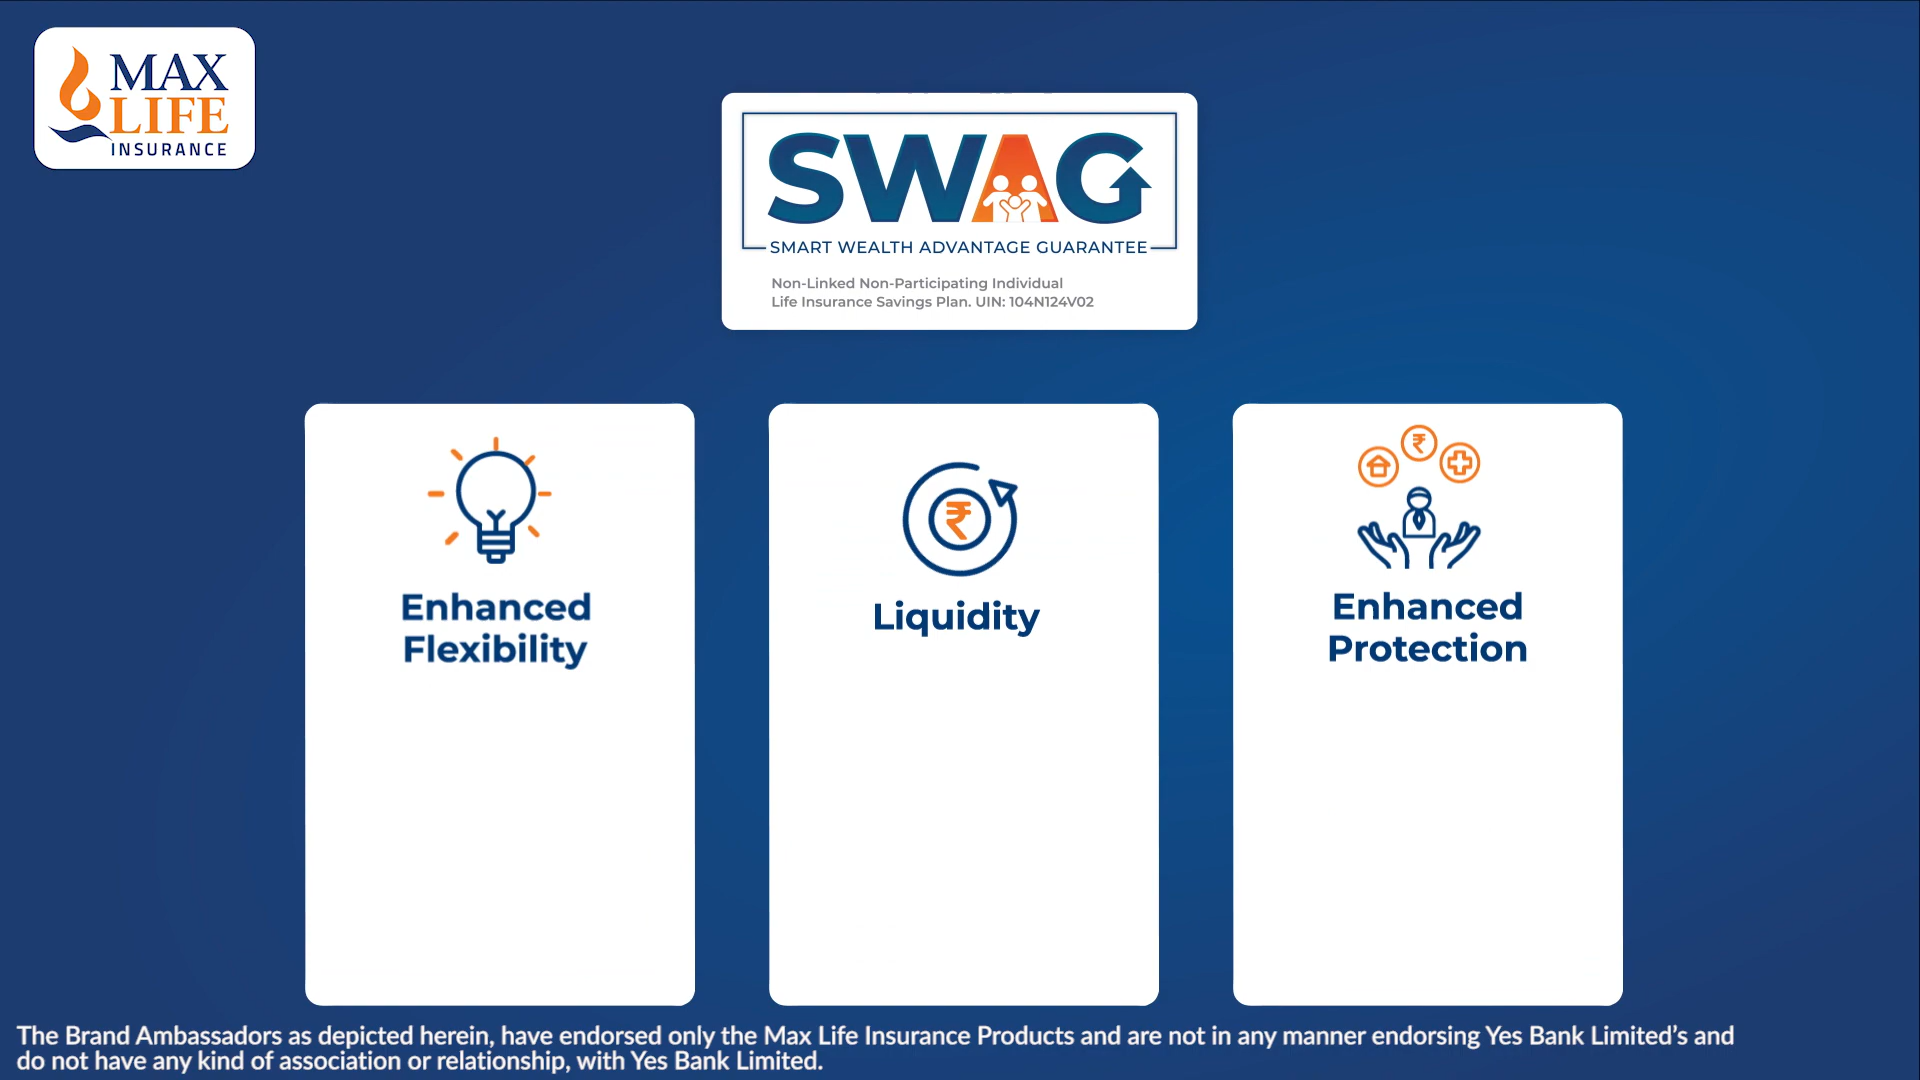 MAX
LIFE
INSURANCE
SWAG
SMART WEALTH ADVANTAGE GUARANTEE
Non-Linked Non-Participating Individual
Life Insurance Savings Plan. UIN: 104N124V02
Enhanced
Flexibility
Liquidity
Enhanced
Protection
The Brand Ambassadors as depicted herein, have endorsed only the Max Life Insurance Products and are not in any manner endorsing Yes Bank Limited’s and
do not have any kind of association or relationship, with Yes Bank Limited.